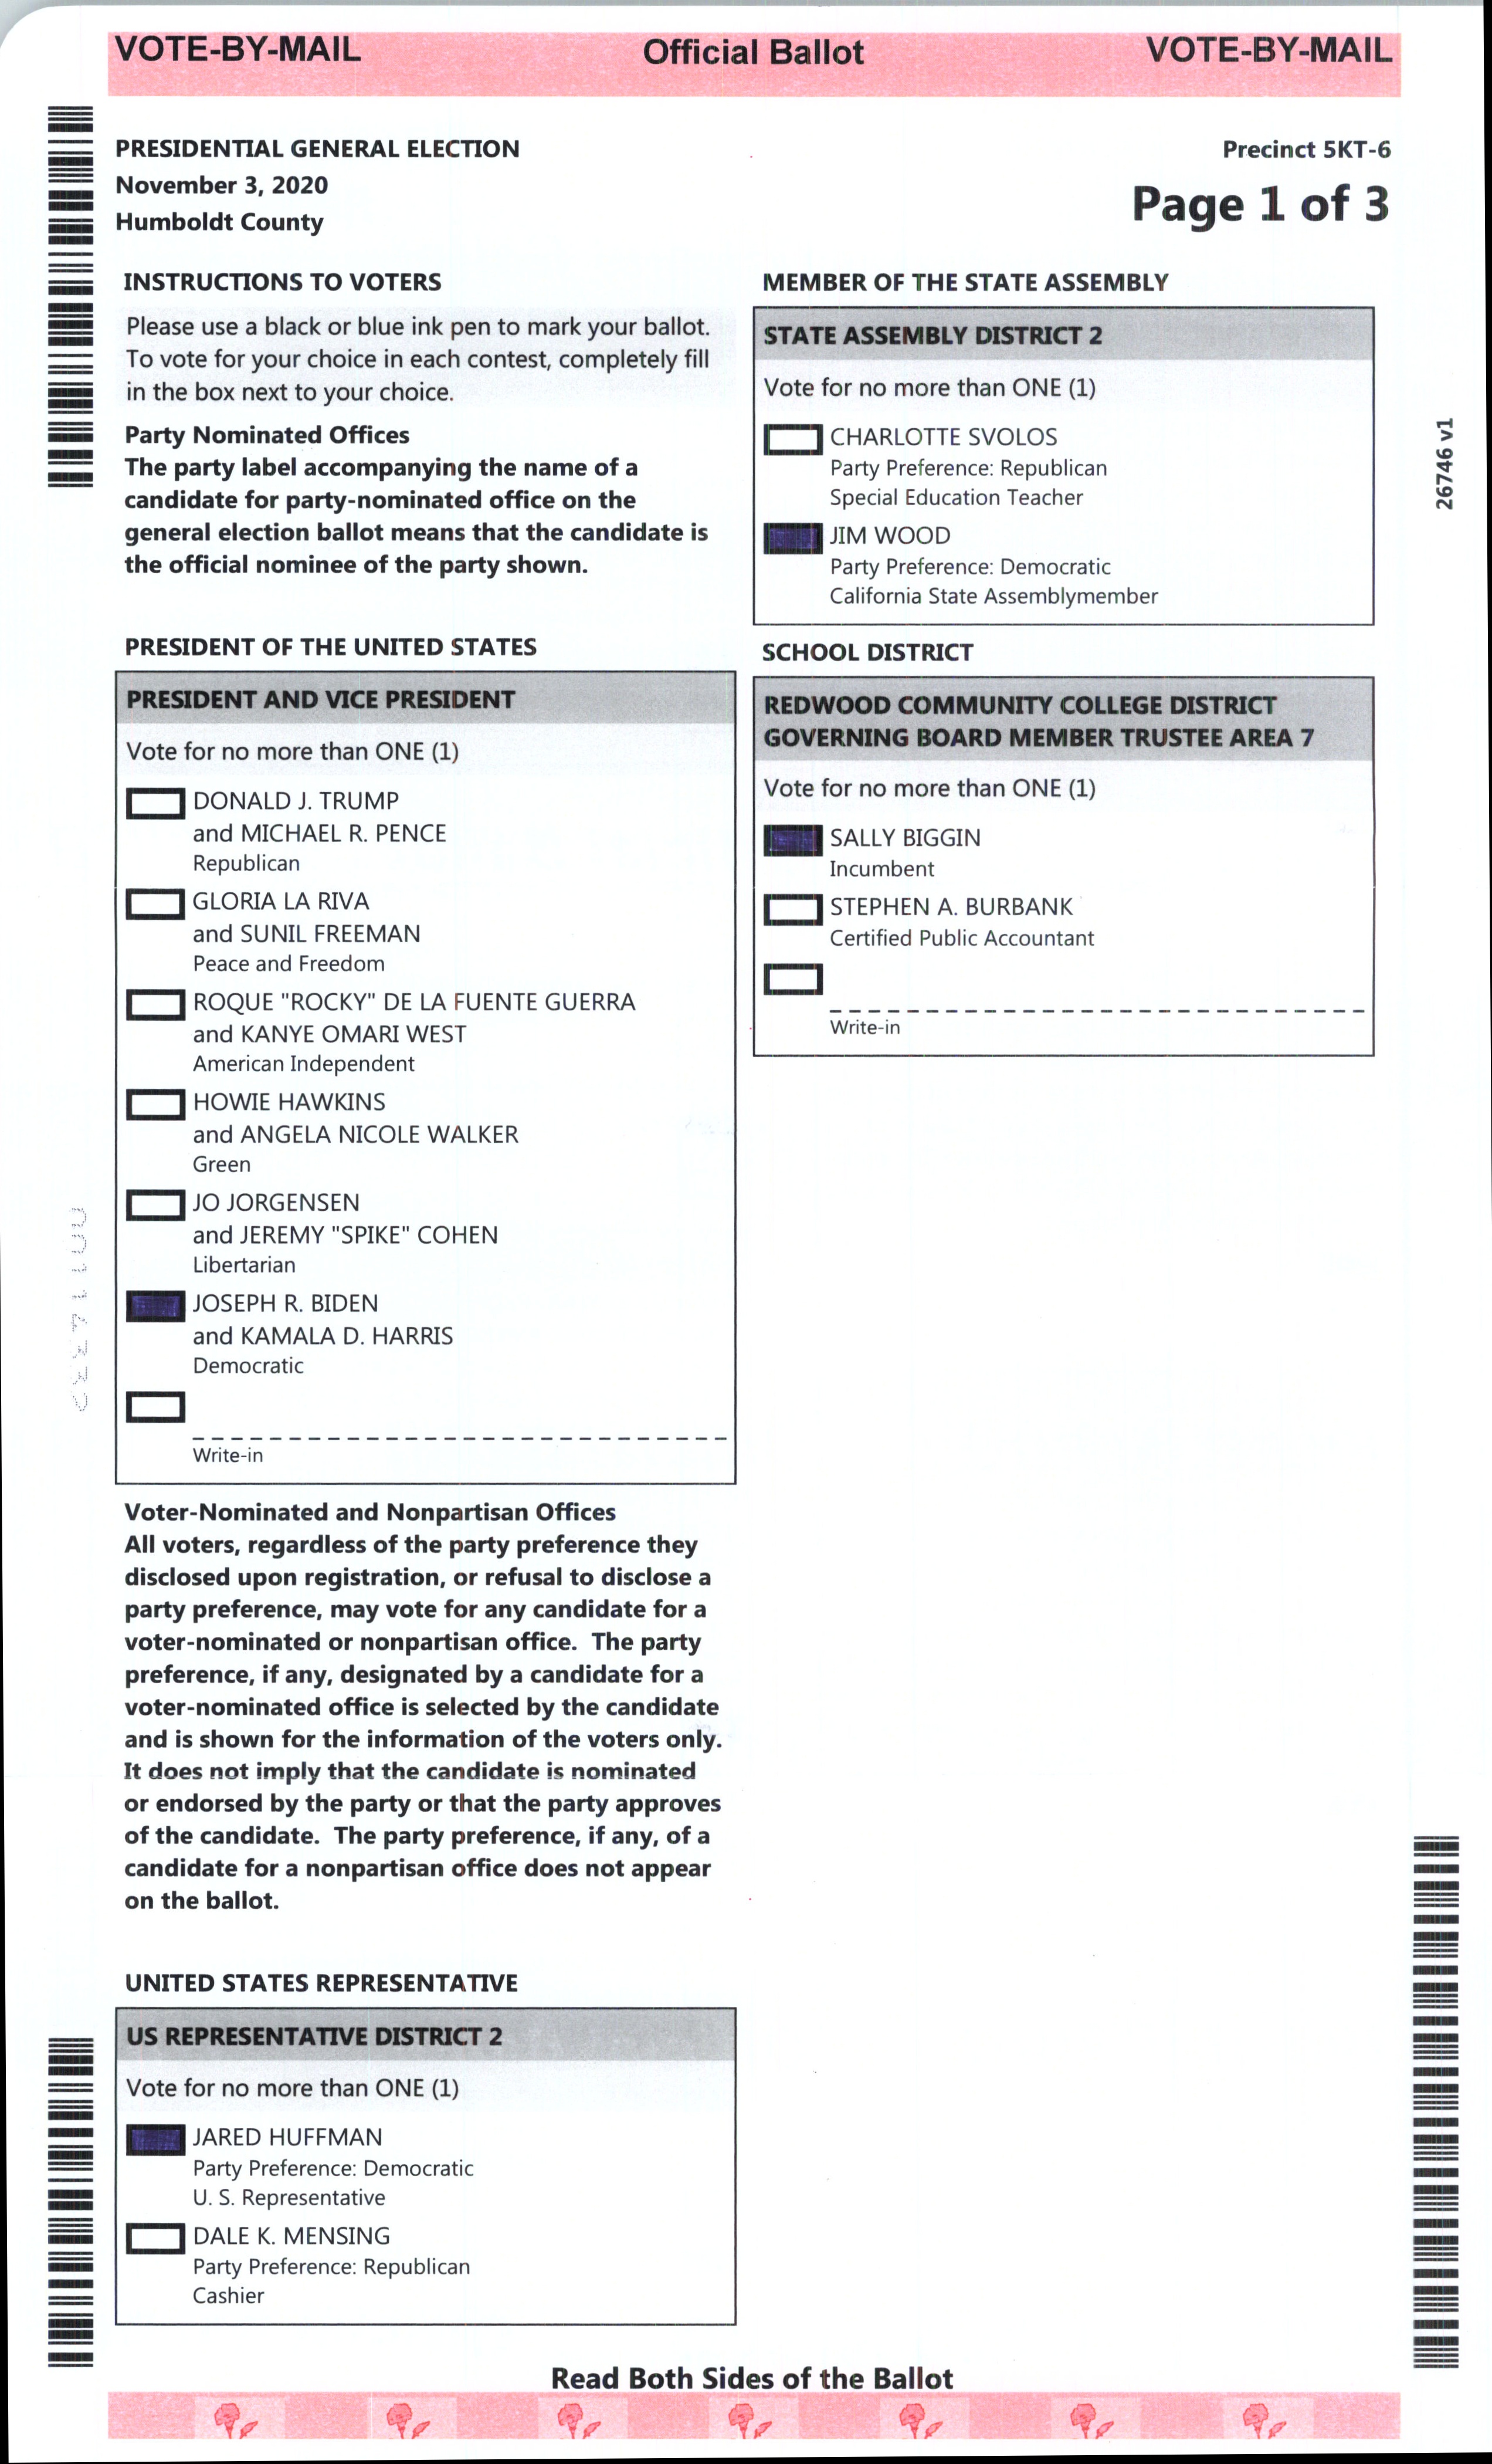 VOTE-BY-MAIL Official Ballot VOTE-BY-MAIL
PRESIDENTIAL GENERAL ELECTION
November 3, 2020
Humboldt County
Precinct 5KT-6
Page 1 of 3
INSTRUCTIONS TO VOTERS
Please use a black or blue ink pen to mark your ballot.
To vote for your choice in each contest, completely fill
in the box next to your choice.
Party Nominated Offices
The party label accompanying the name of a
candidate for party-nominated office on the
general election ballot means that the candidate is
the official nominee of the party shown.
PRESIDENT OF THE UNITED STATES
PRESIDENT AND VICE PRESIDENT
Vote for no more than ONE (1)
DONALD J. TRUMP
and MICHAEL R. PENCE
Republican
GLORIA LA RIVA
and SUNIL FREEMAN
Peace and Freedom
ROQUE "ROCKY" DE LA FUENTE GUERRA
and KANYE OMARI WEST
American Independent
HOWIE HAWKINS
and ANGELA NICOLE WALKER
Green
JO JORGENSEN
and JEREMY "SPIKE" COHEN
Libertarian
JOSEPH R. BIDEN
and KAMALA D. HARRIS
Democratic
Write-in
Voter-Nominated and Nonpartisan Offices
All voters, regardless of the party preference they
disclosed upon registration, or refusal to disclose a
party preference, may vote for any candidate for a
voter-nominated or nonpartisan office. The party
preference, if any, designated by a candidate for a
voter-nominated office is selected by the candidate
and is shown for the information of the voters only.
It does not imply that the candidate is nominated
or endorsed by the party or that the party approves
of the candidate. The party preference, if any, of a
candidate for a nonpartisan office does not appear
on the ballot.
UNITED STATES REPRESENTATIVE
US REPRESENTATIVE DISTRICT 2
Vote for no more than ONE (1)
JARED HUFFMAN
Party Preference: Democratic
U. S. Representative
DALE K. MENSING
Party Preference: Republican
Cashier
MEMBER OF THE STATE ASSEMBLY
STATE ASSEMBLY DISTRICT 2
Vote for no more than ONE (1)
CHARLOTTE SVOLOS
Party Preference: Republican
Special Education Teacher
JIM WOOD
Party Preference: Democratic
California State Assemblymember
SCHOOL DISTRICT
REDWOOD COMMUNITY COLLEGE DISTRICT
GOVERNING BOARD MEMBER TRUSTEE AREA 7
Vote for no more than ONE (1)
SALLY BIGGIN
Incumbent
STEPHEN A. BURBANK
Certified Public Accountant
Write-in
26746 v1
Read Both Sides of the Ballot